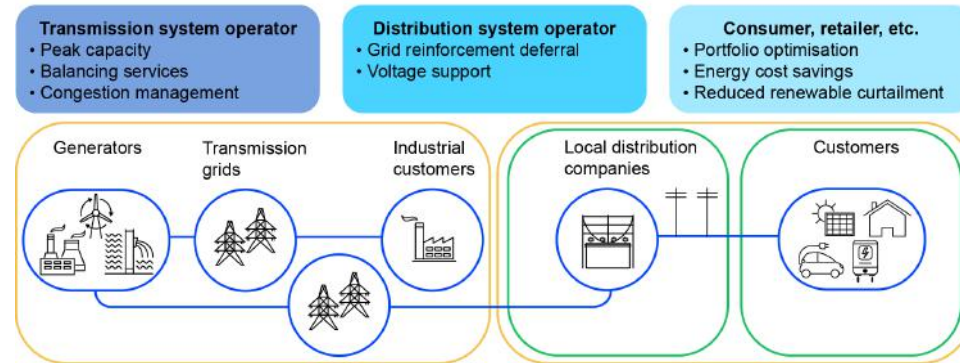 Transmission system operator
• Peak capacity
• Balancing services
• Congestion management
Distribution system operator
• Grid reinforcement deferral
• Voltage support
Consumer, retailer, etc.
• Portfolio optimisation
• Energy cost savings
• Reduced renewable curtailment
Generators
Transmission
grids
Industrial
customers
Local distribution
companies
Customers